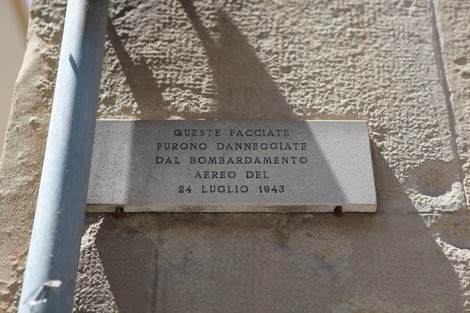 QUESTE FACCIATE
FURONO DANNEGGIATE
DAL BOMBARDAMENTO
AEREO DEL
24 LUGLIO 1943